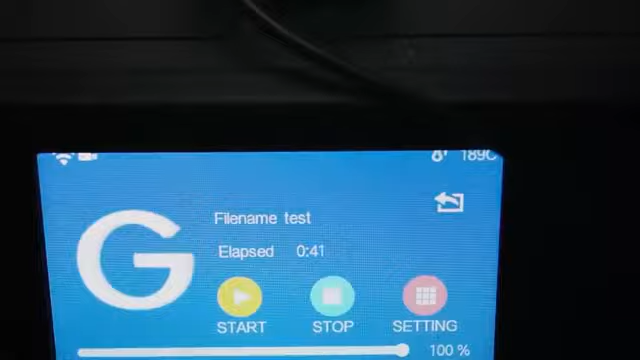 189C
Filename test
Elapsed 0:41
G
START STOP SETTING
100 %